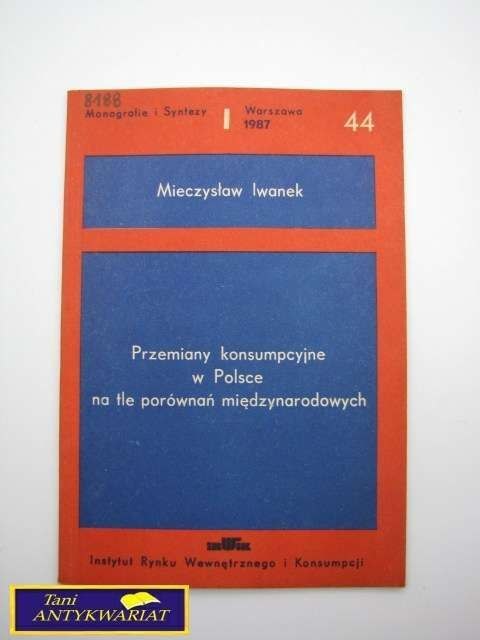 8188
Monografie i Syntezy
Warszawa
1987
44
Mieczysław Iwanek
Przemiany konsumpcyjne
w Polsce
na tle porównań międzynarodowych
Instytut Rynku Wewnętrznego i Konsumpcji
Tani
ANTYKWARIAT